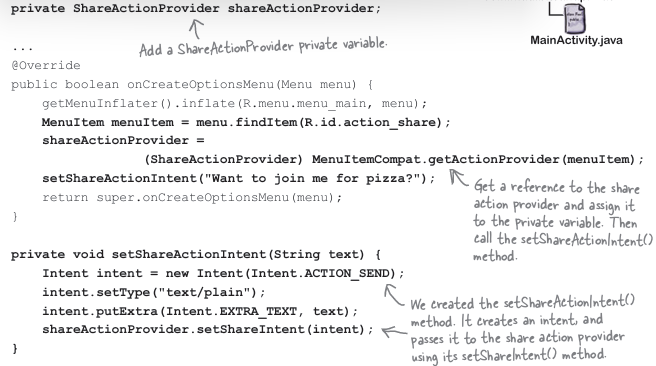 private ShareActionProvider shareActionProvider;
MainActivity.java
Add a ShareActionProvider private variable.
...
@Override
public boolean onCreateOptionsMenu(Menu menu) {
getMenuInflater().inflate(R.menu.menu_main, menu);
MenuItem menuItem = menu.findItem(R.id.action_share);
shareActionProvider =
(ShareActionProvider) MenuItemCompat.getActionProvider(menuItem);
setShareActionIntent("Want to join me for pizza?");
return super.onCreateOptionsMenu(menu);
}
Get a reference to the share
action provider and assign it
to the private variable. Then
call the setShareActionIntent()
method.
private void setShareActionIntent(String text) {
Intent intent = new Intent(Intent.ACTION_SEND);
intent.setType("text/plain");
intent.putExtra(Intent.EXTRA_TEXT, text);
shareActionProvider.setShareIntent(intent);
}
We created the setShareActionIntent()
method. It creates an intent, and
passes it to the share action provider
using its setShareIntent() method.